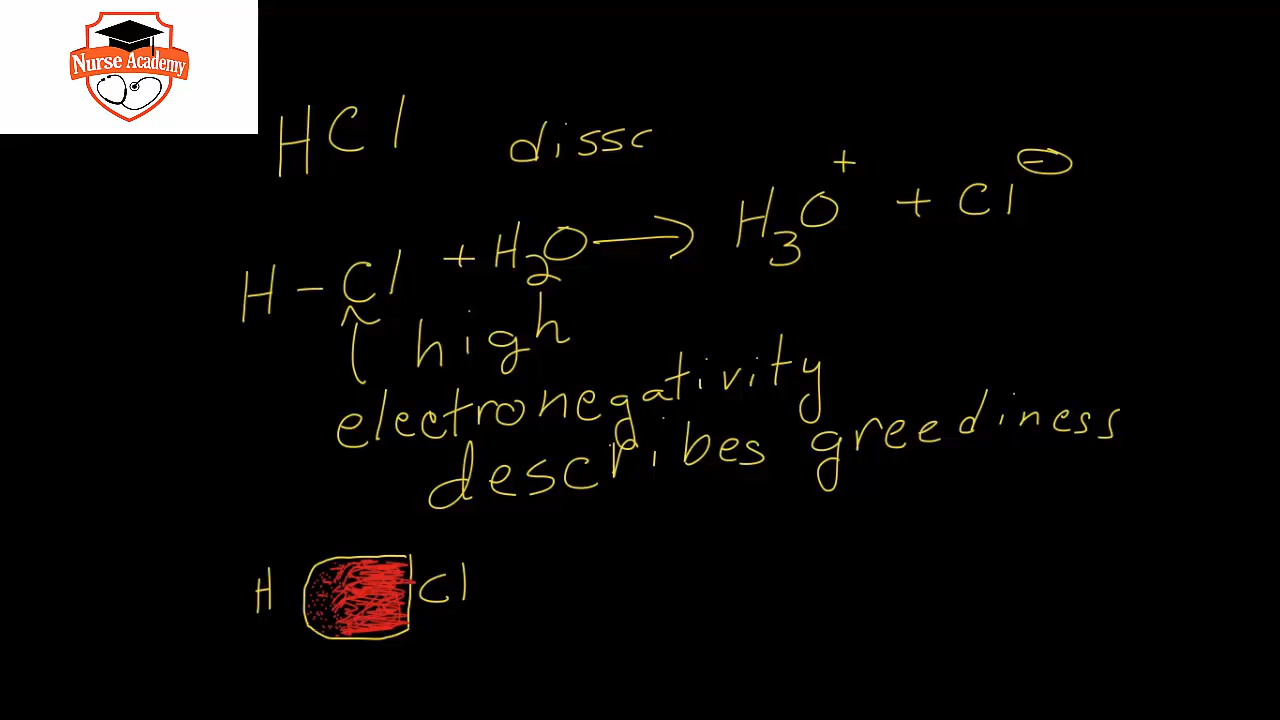 Nurse Academy
HCl dissc
H-Cl + H₂O → H₃O⁺ + Cl⊖
high
electronegativity
describes greediness
H Cl